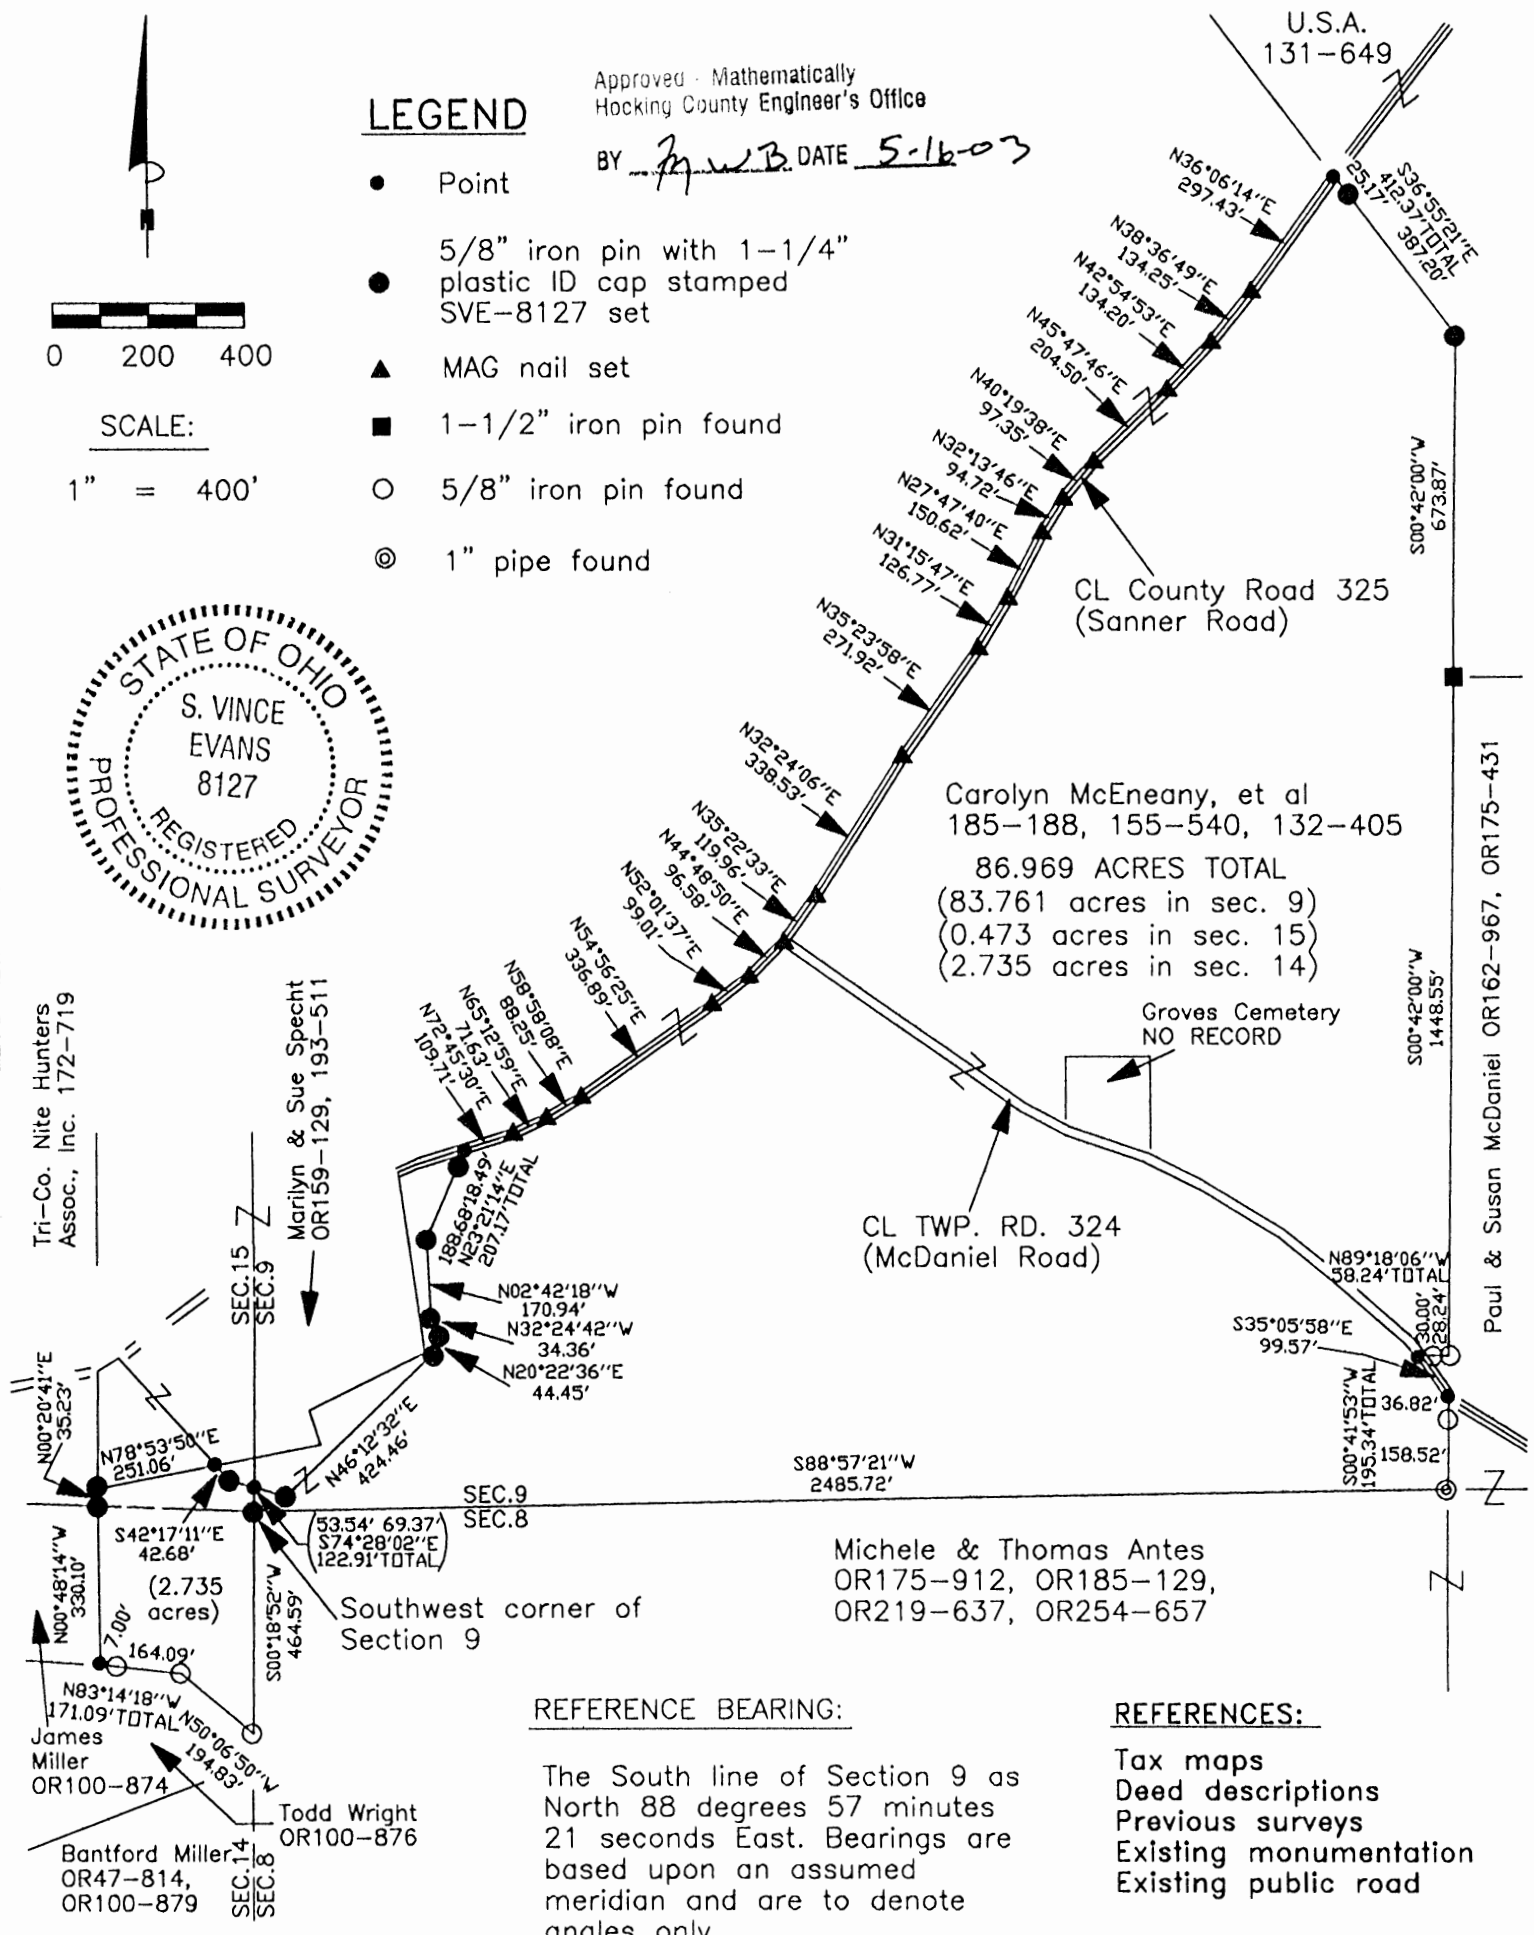 U.S.A.
131-649
Approved - Mathematically
Hocking County Engineer's Office
BY MWB DATE 5-16-03
LEGEND
Point
5/8" iron pin with 1-1/4"
plastic ID cap stamped
SVE-8127 set
MAG nail set
1-1/2" iron pin found
5/8" iron pin found
1" pipe found
0 200 400
SCALE:
1" = 400'
STATE OF OHIO
S. VINCE
EVANS
8127
REGISTERED
PROFESSIONAL SURVEYOR
N36°06'14"E
297.43'
N38°36'49"E
134.25'
N42°54'53"E
134.20'
N45°47'46"E
204.50'
N40°19'38"E
97.35'
N32°13'46"E
94.72'
N27°47'40"E
150.62'
N31°15'47"E
126.77'
N35°23'58"E
271.92'
N32°24'06"E
338.53'
N35°22'33"E
119.96'
N44°48'50"E
96.58'
N52°01'37"E
99.01'
N54°56'25"E
336.89'
N58°58'08"E
88.25'
N65°12'59"E
71.63'
N72°45'30"E
109.71'
S36°55'21"E
412.37'TOTAL
25.17' 387.20'
S00°42'00"W
673.87'
CL County Road 325
(Sanner Road)
Carolyn McEneany, et al
185-188, 155-540, 132-405
86.969 ACRES TOTAL
(83.761 acres in sec. 9)
(0.473 acres in sec. 15)
(2.735 acres in sec. 14)
Paul & Susan McDaniel OR162-967, OR175-431
S00°42'00"W
1448.55'
Groves Cemetery
NO RECORD
CL TWP. RD. 324
(McDaniel Road)
Tri-Co. Nite Hunters
Assoc., Inc. 172-719
Marilyn & Sue Specht
OR159-129, 193-511
SEC.15
SEC.9
188.68' 18.49'
N23°21'14"E
207.17'TOTAL
N02°42'18"W
170.94'
N32°24'42"W
34.36'
N20°22'36"E
44.45'
N89°18'06"W
58.24'TOTAL
30.00'
28.24'
S35°05'58"E
99.57'
S00°41'53"W
195.34'TOTAL
36.82'
158.52'
N00°20'41"E
35.23'
N78°53'50"E
251.06'
N46°12'32"E
424.46'
S88°57'21"W
2485.72'
SEC.9
SEC.8
S42°17'11"E
42.68'
(53.54' 69.37'
S74°28'02"E
122.91'TOTAL)
(2.735
acres)
N00°48'14"W
330.10'
S00°18'52"W
464.59'
Southwest corner of
Section 9
Michele & Thomas Antes
OR175-912, OR185-129,
OR219-637, OR254-657
7.00'
164.09'
N83°14'18"W
171.09'TOTAL
N50°06'50"W
194.83'
James
Miller
OR100-874
Todd Wright
OR100-876
Bantford Miller
OR47-814,
OR100-879
SEC.14
SEC.8
REFERENCE BEARING:
The South line of Section 9 as
North 88 degrees 57 minutes
21 seconds East. Bearings are
based upon an assumed
meridian and are to denote
angles only
REFERENCES:
Tax maps
Deed descriptions
Previous surveys
Existing monumentation
Existing public road